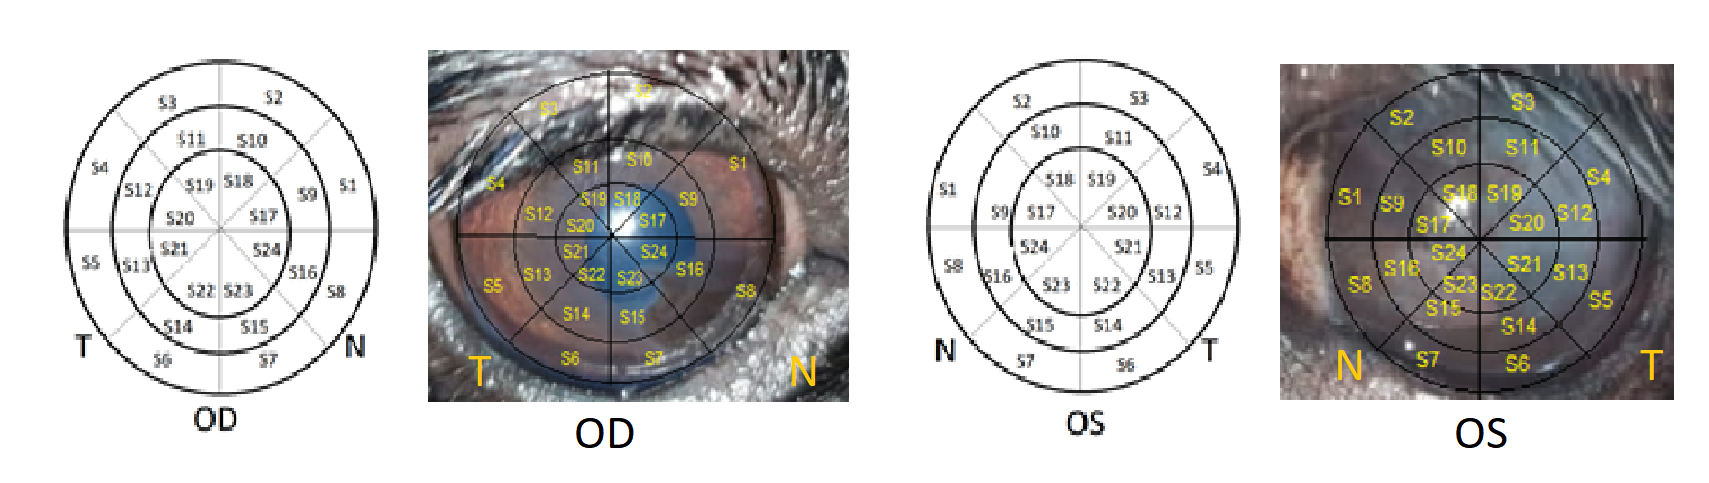 S3 S2
S4 S11 S10 S1
S12 S19 S18 S9
S20 S17
S5 S13 S21 S24 S16 S8
S22 S23
S14 S15
T S6 S7 N
OD
S3 S2
S4 S11 S10 S1
S12 S19 S18 S9
S20 S17
S5 S13 S21 S24 S16 S8
S22 S23
S14 S15
T S6 S7 N
OD
S2 S3
S1 S10 S11 S4
S9 S18 S19 S12
S17 S20
S8 S16 S24 S21 S13 S5
S23 S22
S15 S14
N S7 S6 T
OS
S2 S3
S1 S10 S11 S4
S9 S18 S19 S12
S17 S20
S8 S16 S24 S21 S13 S5
S23 S22
S15 S14
N S7 S6 T
OS